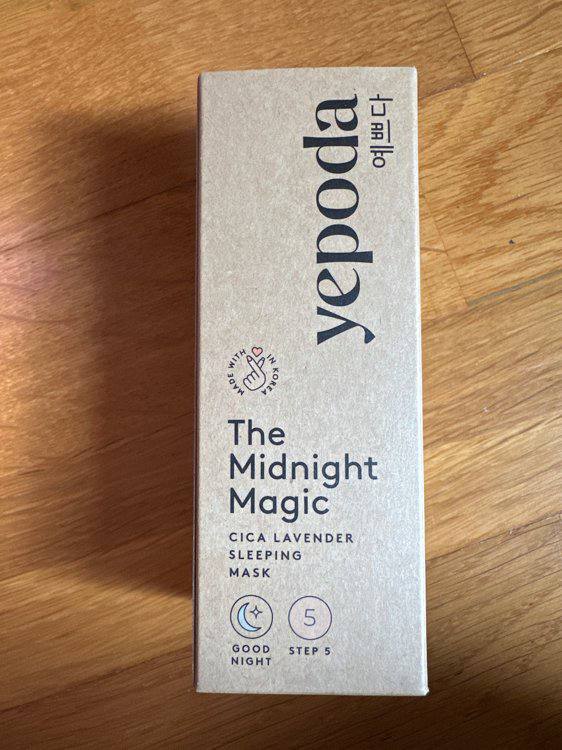 yepoda
예쁘다
MADE WITH IN KOREA
The
Midnight
Magic
CICA LAVENDER
SLEEPING
MASK
5
GOOD
NIGHT
STEP 5